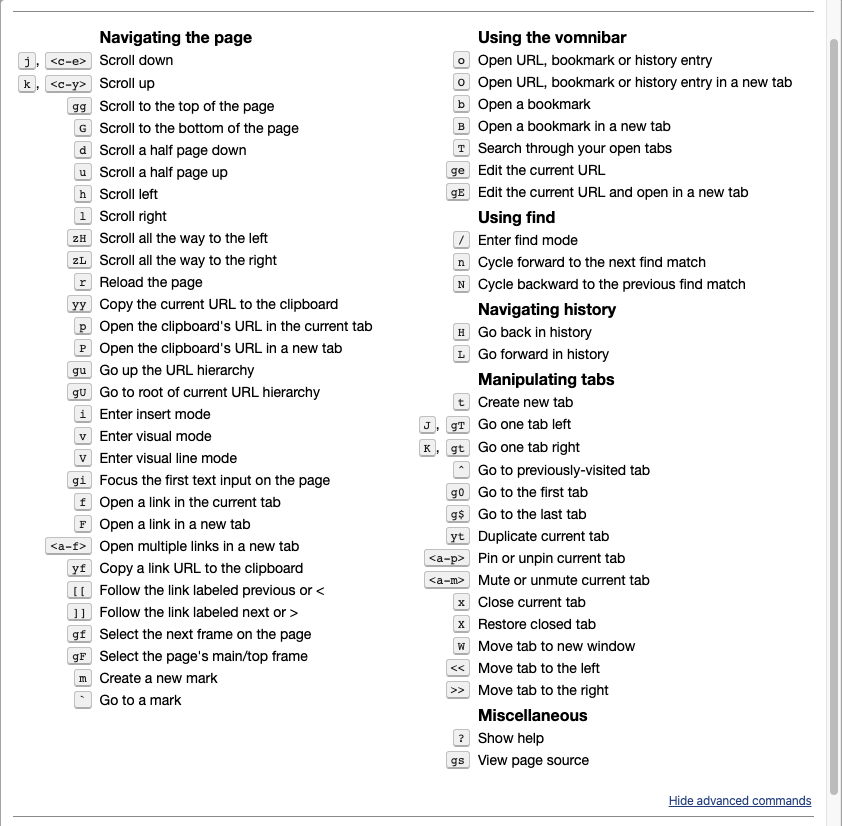 Navigating the page
j, <c-e> Scroll down
k, <c-y> Scroll up
gg Scroll to the top of the page
G Scroll to the bottom of the page
d Scroll a half page down
u Scroll a half page up
h Scroll left
l Scroll right
zH Scroll all the way to the left
zL Scroll all the way to the right
r Reload the page
yy Copy the current URL to the clipboard
p Open the clipboard's URL in the current tab
P Open the clipboard's URL in a new tab
gu Go up the URL hierarchy
gU Go to root of current URL hierarchy
i Enter insert mode
v Enter visual mode
V Enter visual line mode
gi Focus the first text input on the page
f Open a link in the current tab
F Open a link in a new tab
<a-f> Open multiple links in a new tab
yf Copy a link URL to the clipboard
[[ Follow the link labeled previous or <
]] Follow the link labeled next or >
gf Select the next frame on the page
gF Select the page's main/top frame
m Create a new mark
` Go to a mark
Using the vomnibar
o Open URL, bookmark or history entry
O Open URL, bookmark or history entry in a new tab
b Open a bookmark
B Open a bookmark in a new tab
T Search through your open tabs
ge Edit the current URL
gE Edit the current URL and open in a new tab
Using find
/ Enter find mode
n Cycle forward to the next find match
N Cycle backward to the previous find match
Navigating history
H Go back in history
L Go forward in history
Manipulating tabs
t Create new tab
J, gT Go one tab left
K, gt Go one tab right
^ Go to previously-visited tab
g0 Go to the first tab
g$ Go to the last tab
yt Duplicate current tab
<a-p> Pin or unpin current tab
<a-m> Mute or unmute current tab
x Close current tab
X Restore closed tab
W Move tab to new window
<< Move tab to the left
>> Move tab to the right
Miscellaneous
? Show help
gs View page source
Hide advanced commands